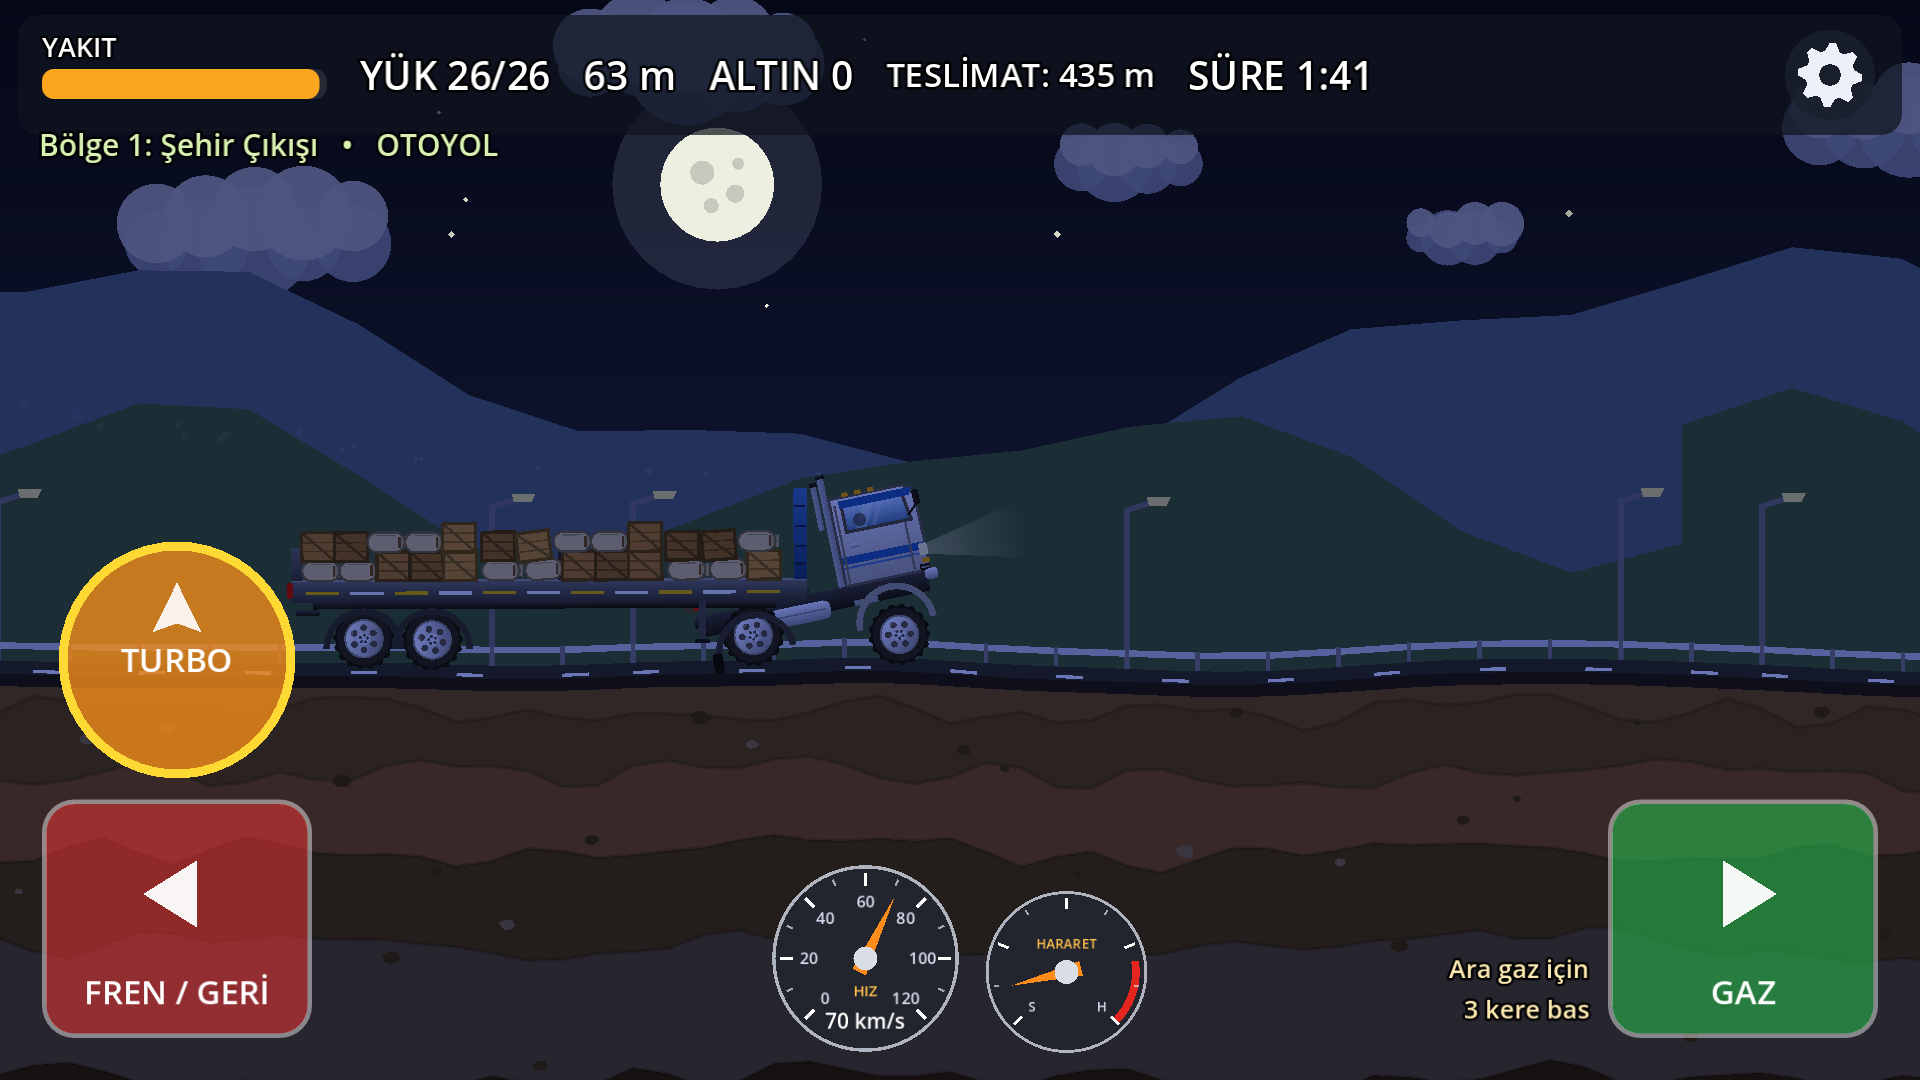 YAKIT
YÜK 26/26 63 m ALTIN 0 TESLİMAT: 435 m SÜRE 1:41
Bölge 1: Şehir Çıkışı • OTOYOL
TURBO
FREN / GERİ
0 20 40 60 80 100 120
HIZ
70 km/s
HARARET
S H
Ara gaz için
3 kere bas
GAZ